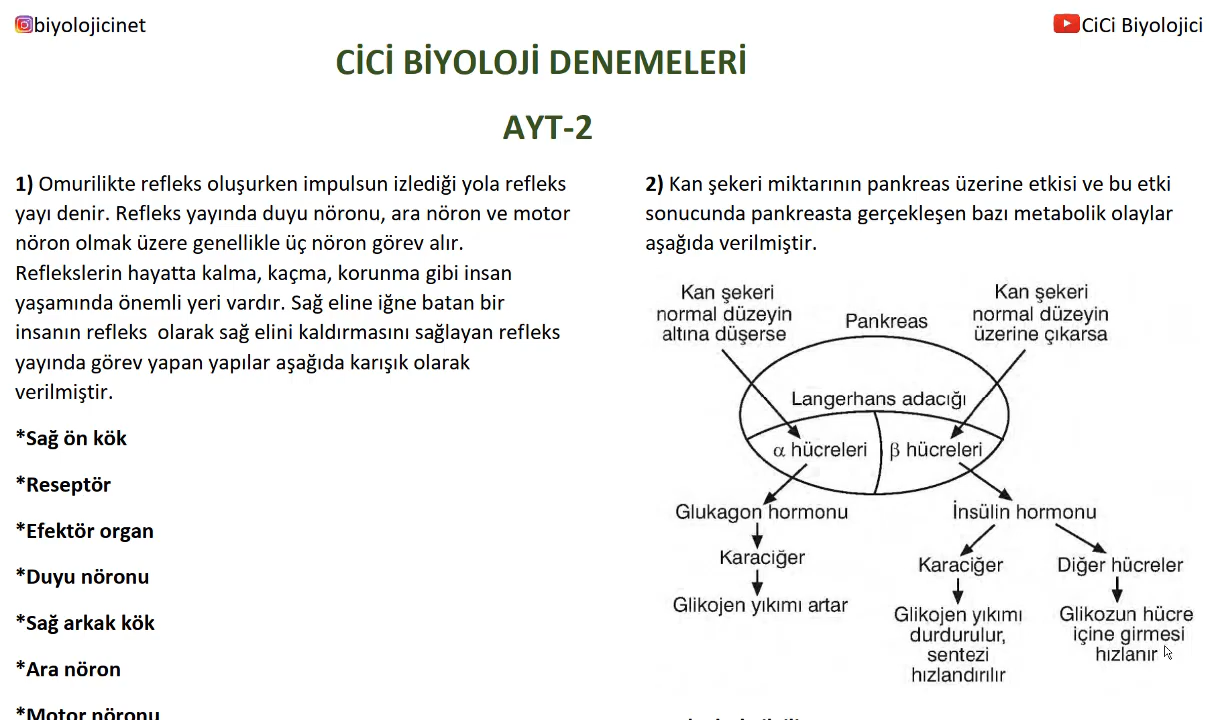 biyolojicinet
CiCi Biyolojici
CİCİ BİYOLOJİ DENEMELERİ
AYT-2
1) Omurilikte refleks oluşurken impulsun izlediği yola refleks
yayı denir. Refleks yayında duyu nöronu, ara nöron ve motor
nöron olmak üzere genellikle üç nöron görev alır.
Reflekslerin hayatta kalma, kaçma, korunma gibi insan
yaşamında önemli yeri vardır. Sağ eline iğne batan bir
insanın refleks olarak sağ elini kaldırmasını sağlayan refleks
yayında görev yapan yapılar aşağıda karışık olarak
verilmiştir.
*Sağ ön kök
*Reseptör
*Efektör organ
*Duyu nöronu
*Sağ arkak kök
*Ara nöron
*Motor nöronu
2) Kan şekeri miktarının pankreas üzerine etkisi ve bu etki
sonucunda pankreasta gerçekleşen bazı metabolik olaylar
aşağıda verilmiştir.
Kan şekeri
normal düzeyin
altına düşerse
Pankreas
Kan şekeri
normal düzeyin
üzerine çıkarsa
Langerhans adacığı
α hücreleri
β hücreleri
Glukagon hormonu
İnsülin hormonu
Karaciğer
Glikojen yıkımı artar
Karaciğer
Glikojen yıkımı
durdurulur,
sentezi
hızlandırılır
Diğer hücreler
Glikozun hücre
içine girmesi
hızlanır